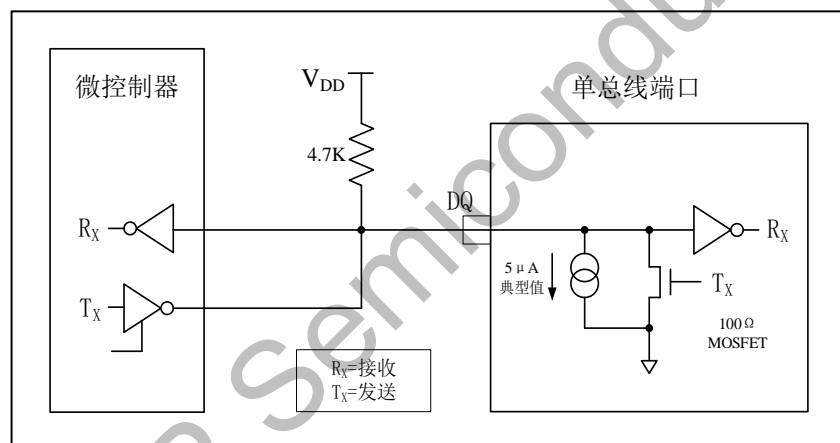 微控制器
V_DD
4.7K
单总线端口
DQ
R_X
R_X
T_X
5μA
典型值
T_X
100Ω
MOSFET
R_X=接收
T_X=发送
Semicondu